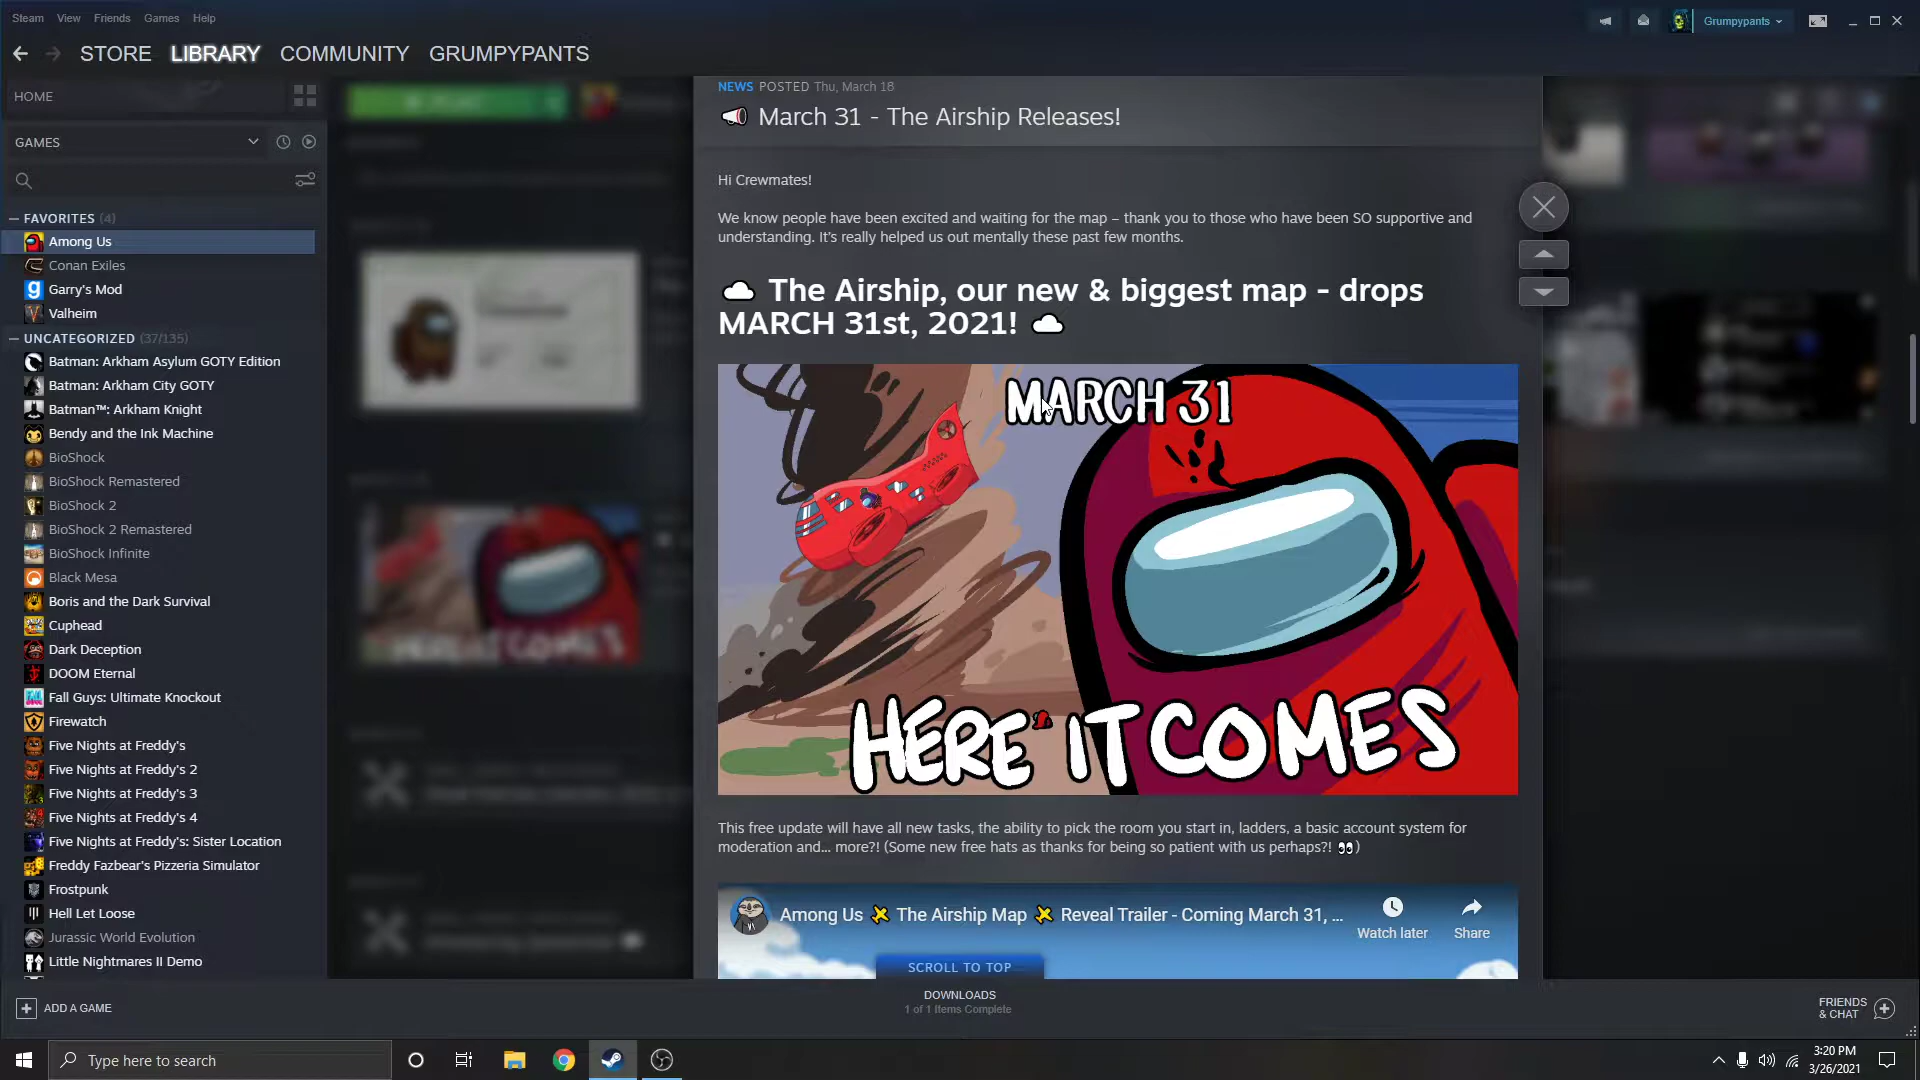 Steam View Friends Games Help
Grumpypants
STORE LIBRARY COMMUNITY GRUMPYPANTS
HOME
GAMES
FAVORITES (4)
Among Us
Conan Exiles
Garry's Mod
Valheim
UNCATEGORIZED (37/135)
Batman: Arkham Asylum GOTY Edition
Batman: Arkham City GOTY
Batman™: Arkham Knight
Bendy and the Ink Machine
BioShock
BioShock Remastered
BioShock 2
BioShock 2 Remastered
BioShock Infinite
Black Mesa
Boris and the Dark Survival
Cuphead
Dark Deception
DOOM Eternal
Fall Guys: Ultimate Knockout
Firewatch
Five Nights at Freddy's
Five Nights at Freddy's 2
Five Nights at Freddy's 3
Five Nights at Freddy's 4
Five Nights at Freddy's: Sister Location
Freddy Fazbear's Pizzeria Simulator
Frostpunk
Hell Let Loose
Jurassic World Evolution
Little Nightmares II Demo
ADD A GAME
PLAY
HERE IT COMES
NEWS POSTED Thu, March 18
March 31 - The Airship Releases!
Hi Crewmates!
We know people have been excited and waiting for the map – thank you to those who have been SO supportive and
understanding. It's really helped us out mentally these past few months.
The Airship, our new & biggest map - drops
MARCH 31st, 2021!
MARCH 31
HERE IT COMES
This free update will have all new tasks, the ability to pick the room you start in, ladders, a basic account system for
moderation and... more?! (Some new free hats as thanks for being so patient with us perhaps?! 👀)
Among Us The Airship Map Reveal Trailer - Coming March 31, ...
Watch later Share
SCROLL TO TOP
DOWNLOADS
1 of 1 Items Complete
FRIENDS
& CHAT
Type here to search
3:20 PM
3/26/2021